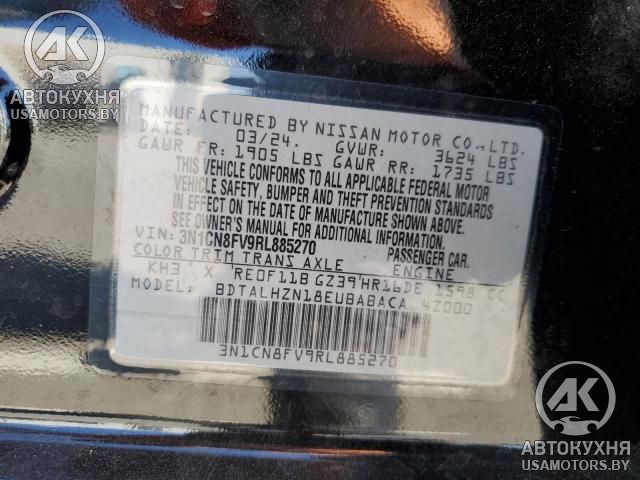 AK
АВТОКУХНЯ
USAMOTORS.BY
MANUFACTURED BY NISSAN MOTOR CO.,LTD.
DATE: 03/24. GVWR: 3624 LBS
GAWR FR: 1905 LBS GAWR RR: 1735 LBS
THIS VEHICLE CONFORMS TO ALL APPLICABLE FEDERAL MOTOR
VEHICLE SAFETY, BUMPER AND THEFT PREVENTION STANDARDS
IN EFFECT ON THE DATE OF MANUFACTURE SHOWN ABOVE.
SEE OWNER'S MANUAL FOR ADDITIONAL INFORMATION.
VIN: 3N1CN8FV9RL885270 PASSENGER CAR.
COLOR TRIM TRANS AXLE ENGINE
KH3 X RE0F11B GZ39 HR16DE 1598 CC
BDTALHZN18EUBABACA 4Z000
3N1CN8FV9RL885270
AK
АВТОКУХНЯ
USAMOTORS.BY